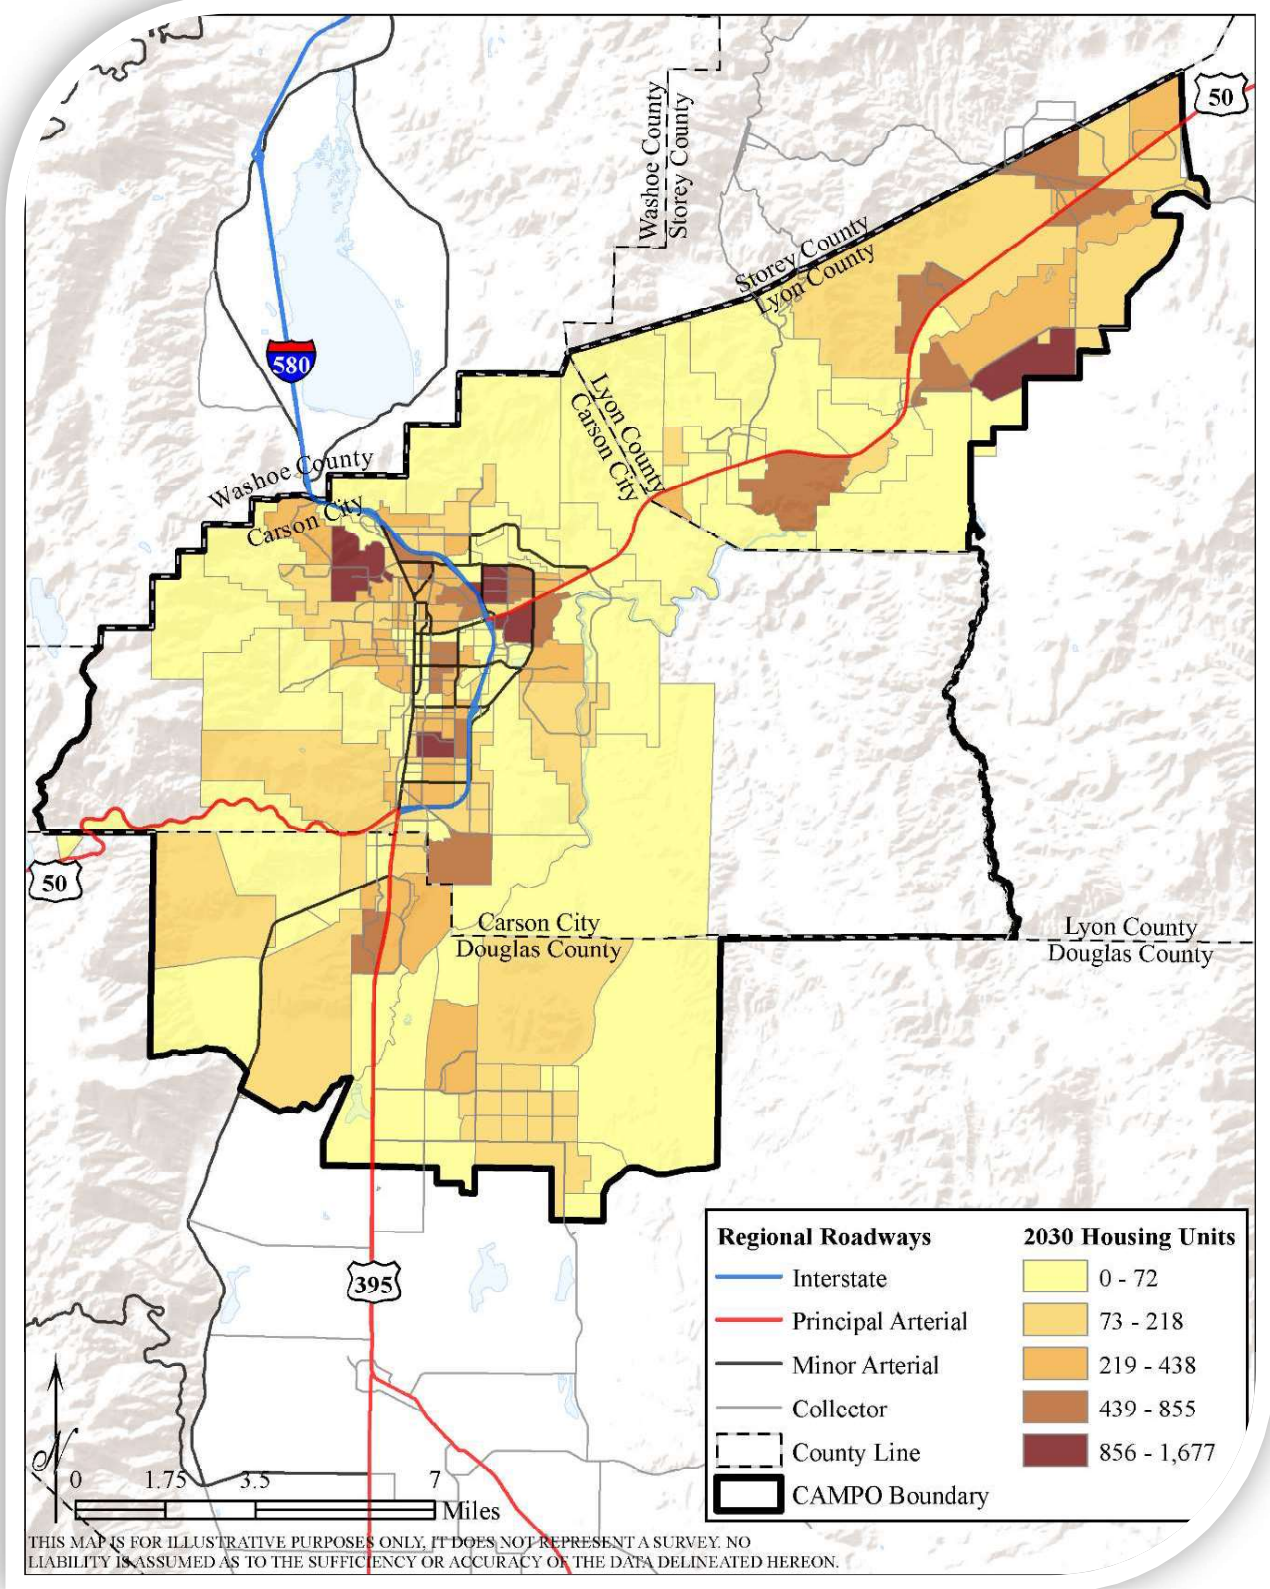 50
Washoe County
Storey County
Storey County
Lyon County
580
Lyon County
Carson City
Washoe County
Carson City
50
Carson City
Douglas County
Lyon County
Douglas County
395
Regional Roadways
Interstate
Principal Arterial
Minor Arterial
Collector
County Line
CAMPO Boundary
2030 Housing Units
0 - 72
73 - 218
219 - 438
439 - 855
856 - 1,677
N
0 1.75 3.5 7
Miles
THIS MAP IS FOR ILLUSTRATIVE PURPOSES ONLY, IT DOES NOT REPRESENT A SURVEY. NO
LIABILITY IS ASSUMED AS TO THE SUFFICIENCY OR ACCURACY OF THE DATA DELINEATED HEREON.